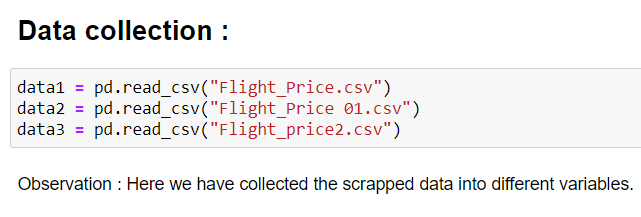 Data collection :
data1 = pd.read_csv("Flight_Price.csv")
data2 = pd.read_csv("Flight_Price 01.csv")
data3 = pd.read_csv("Flight_price2.csv")
Observation : Here we have collected the scrapped data into different variables.